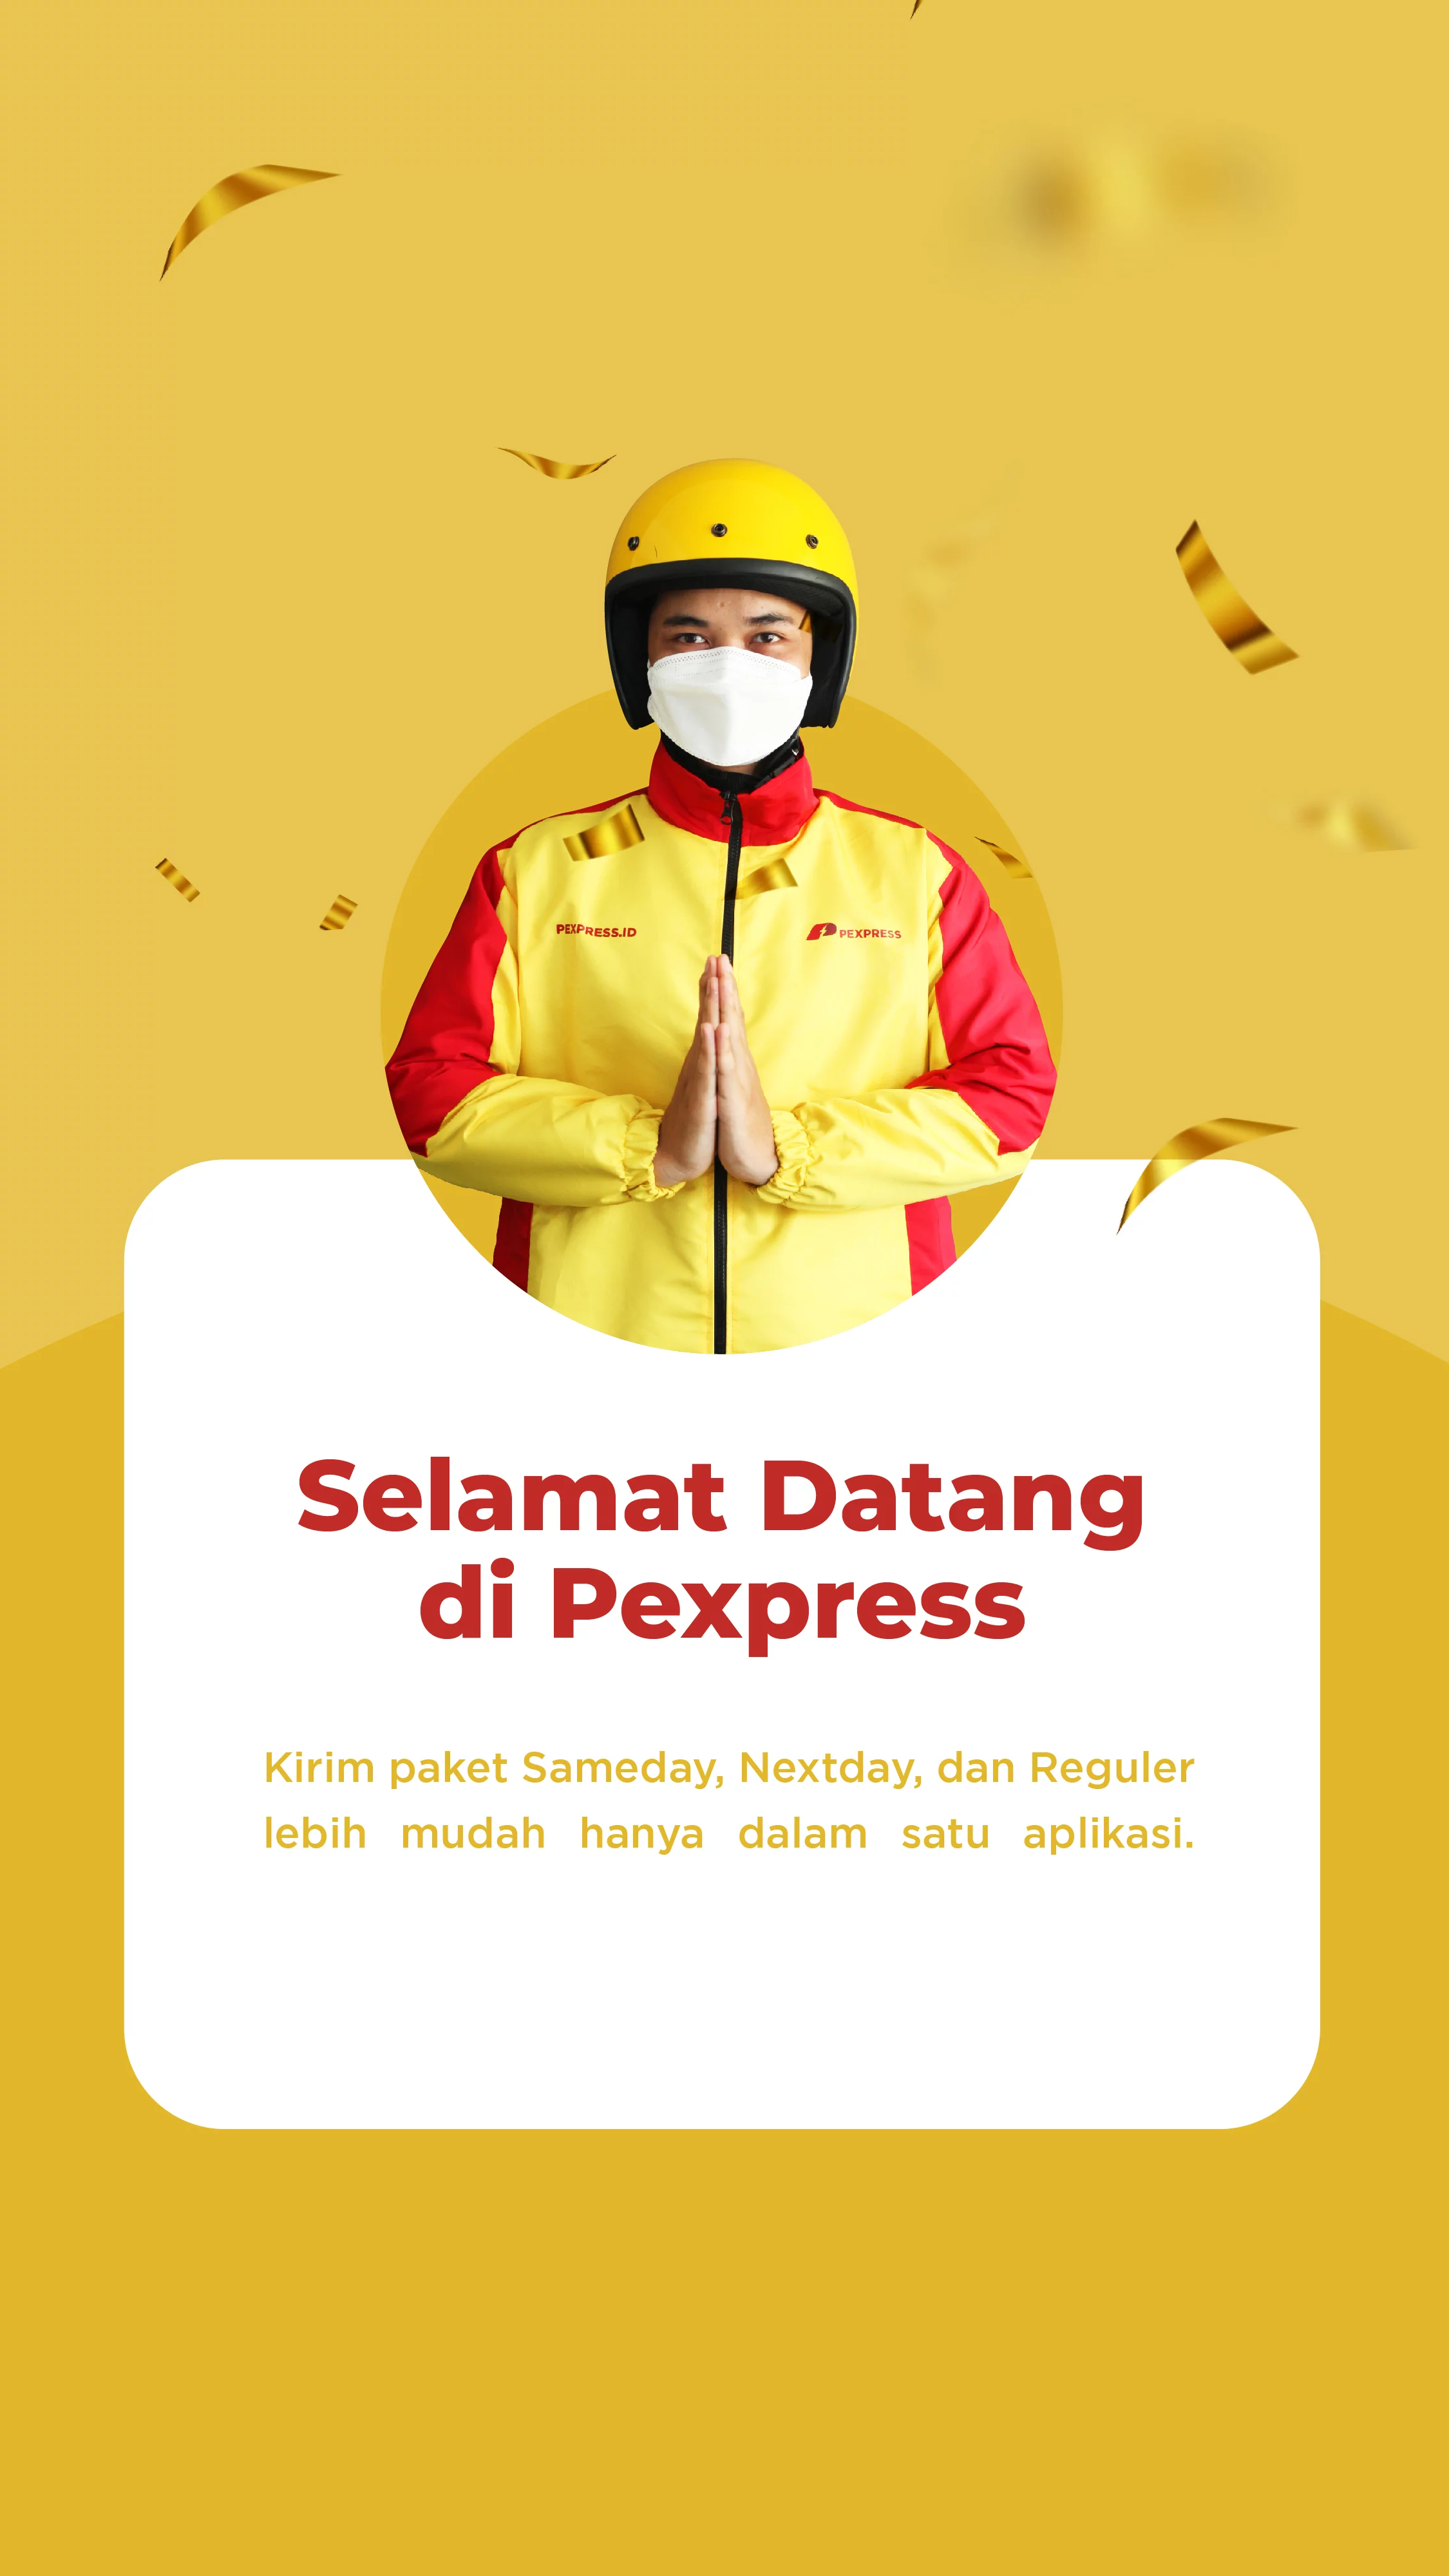 PEXPRESS.ID
PEXPRESS
Selamat Datang
di Pexpress
Kirim paket Sameday, Nextday, dan Reguler
lebih mudah hanya dalam satu aplikasi.